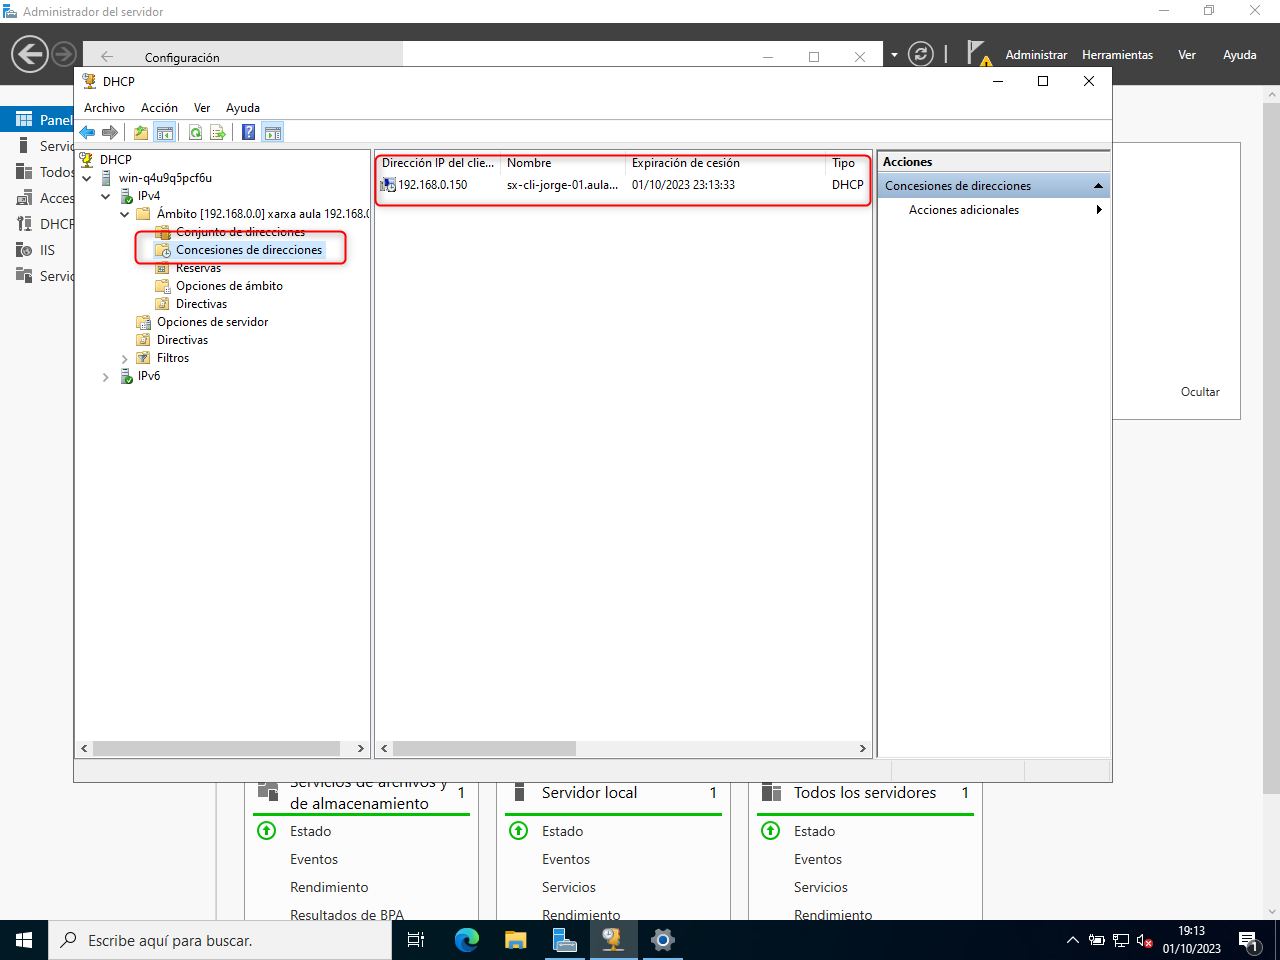 Administrador del servidor
Configuración
Administrar Herramientas Ver Ayuda
DHCP
Archivo Acción Ver Ayuda
Panel
Servi
Todos
Acces
DHCP
IIS
Servic
DHCP
win-q4u9q5pcf6u
IPv4
Ámbito [192.168.0.0] xarxa aula 192.168.0
Conjunto de direcciones
Concesiones de direcciones
Reservas
Opciones de ámbito
Directivas
Opciones de servidor
Directivas
Filtros
IPv6
Dirección IP del clie... Nombre Expiración de cesión Tipo
192.168.0.150 sx-cli-jorge-01.aula... 01/10/2023 23:13:33 DHCP
Acciones
Concesiones de direcciones
Acciones adicionales
Ocultar
Servicios de archivos y
de almacenamiento 1
Estado
Eventos
Rendimiento
Resultados de BPA
Servidor local 1
Estado
Eventos
Servicios
Rendimiento
Todos los servidores 1
Estado
Eventos
Servicios
Rendimiento
Escribe aquí para buscar.
19:13
01/10/2023
1